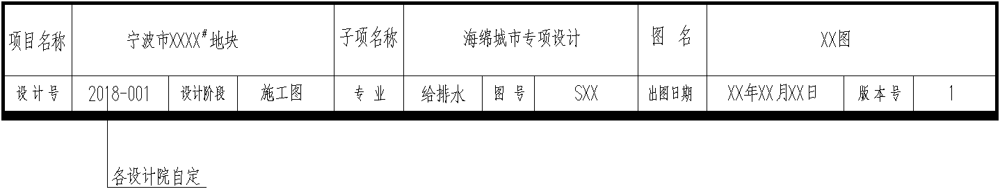 项目名称 宁波市XXXX#地块 子项名称 海绵城市专项设计 图 名 XX图
设计号 2018-001 设计阶段 施工图 专 业 给排水 图 号 SXX 出图日期 XX年XX月XX日 版本号 1
各设计院自定